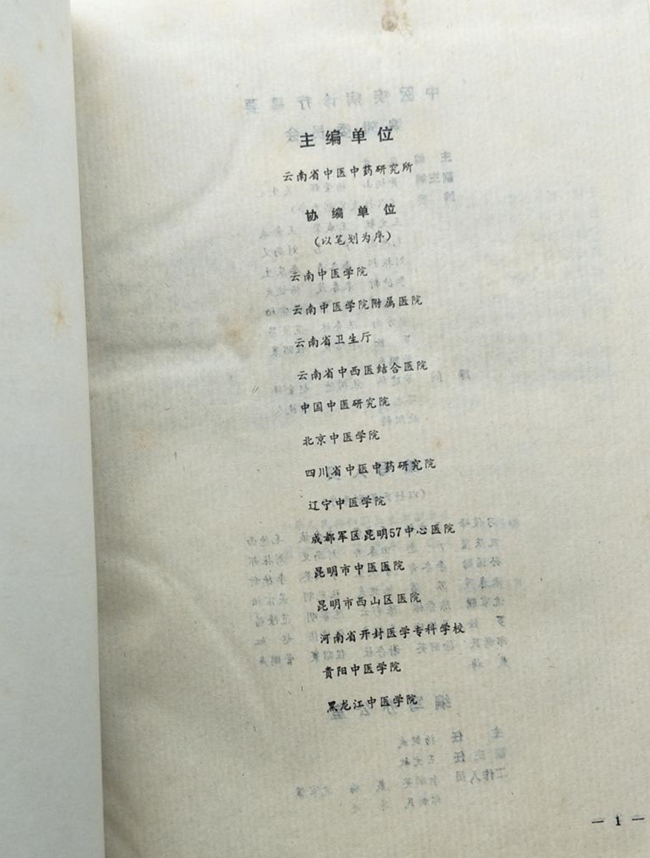 主编单位
云南省中医中药研究所
协编单位
（以笔划为序）
云南中医学院
云南中医学院附属医院
云南省卫生厅
云南省中西医结合医院
中国中医研究院
北京中医学院
四川省中医中药研究院
辽宁中医学院
成都军区昆明57中心医院
昆明市中医医院
昆明市西山区医院
河南省开封医学专科学校
贵阳中医学院
黑龙江中医学院
— 1 —